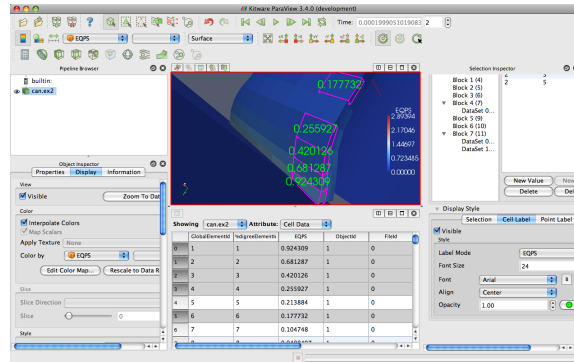 Kitware ParaView 3.4.0 (development)
Time: 0.0001999051019083 2
EQPS
Surface
Pipeline Browser
builtin:
can.ex2
Object Inspector
Properties Display Information
View
Visible
Zoom To Dat
Color
Interpolate Colors
Map Scalars
Apply Texture None
Color by EQPS
Edit Color Map... Rescale to Data R
Slice
Slice Direction
Slice 0
Style
0.177732
0.255927
0.420126
0.681287
0.924309
EQPS
2.89394
2.17046
1.44697
0.723485
0.00000
Showing can.ex2 Attribute: Cell Data
GlobalElementId PedigreeElementId EQPS ObjectId FileId
0 1 1 0.924309 1 0
1 2 2 0.681287 1 0
2 3 3 0.420126 1 0
3 4 4 0.255927 1 0
4 5 5 0.213884 1 0
5 6 6 0.177732 1 0
6 7 7 0.104748 1 0
Selection Inspector
Block 1 (4)
Block 2 (5)
Block 3 (6)
Block 4 (7)
DataSet 0...
Block 5 (9)
Block 6 (10)
Block 7 (11)
DataSet 0...
DataSet 1...
2 5
New Value New
Delete Del
Display Style
Selection Cell Label Point Label
Visible
Style
Label Mode EQPS
Font Size 24
Font Arial
Align Center
Opacity 1.00